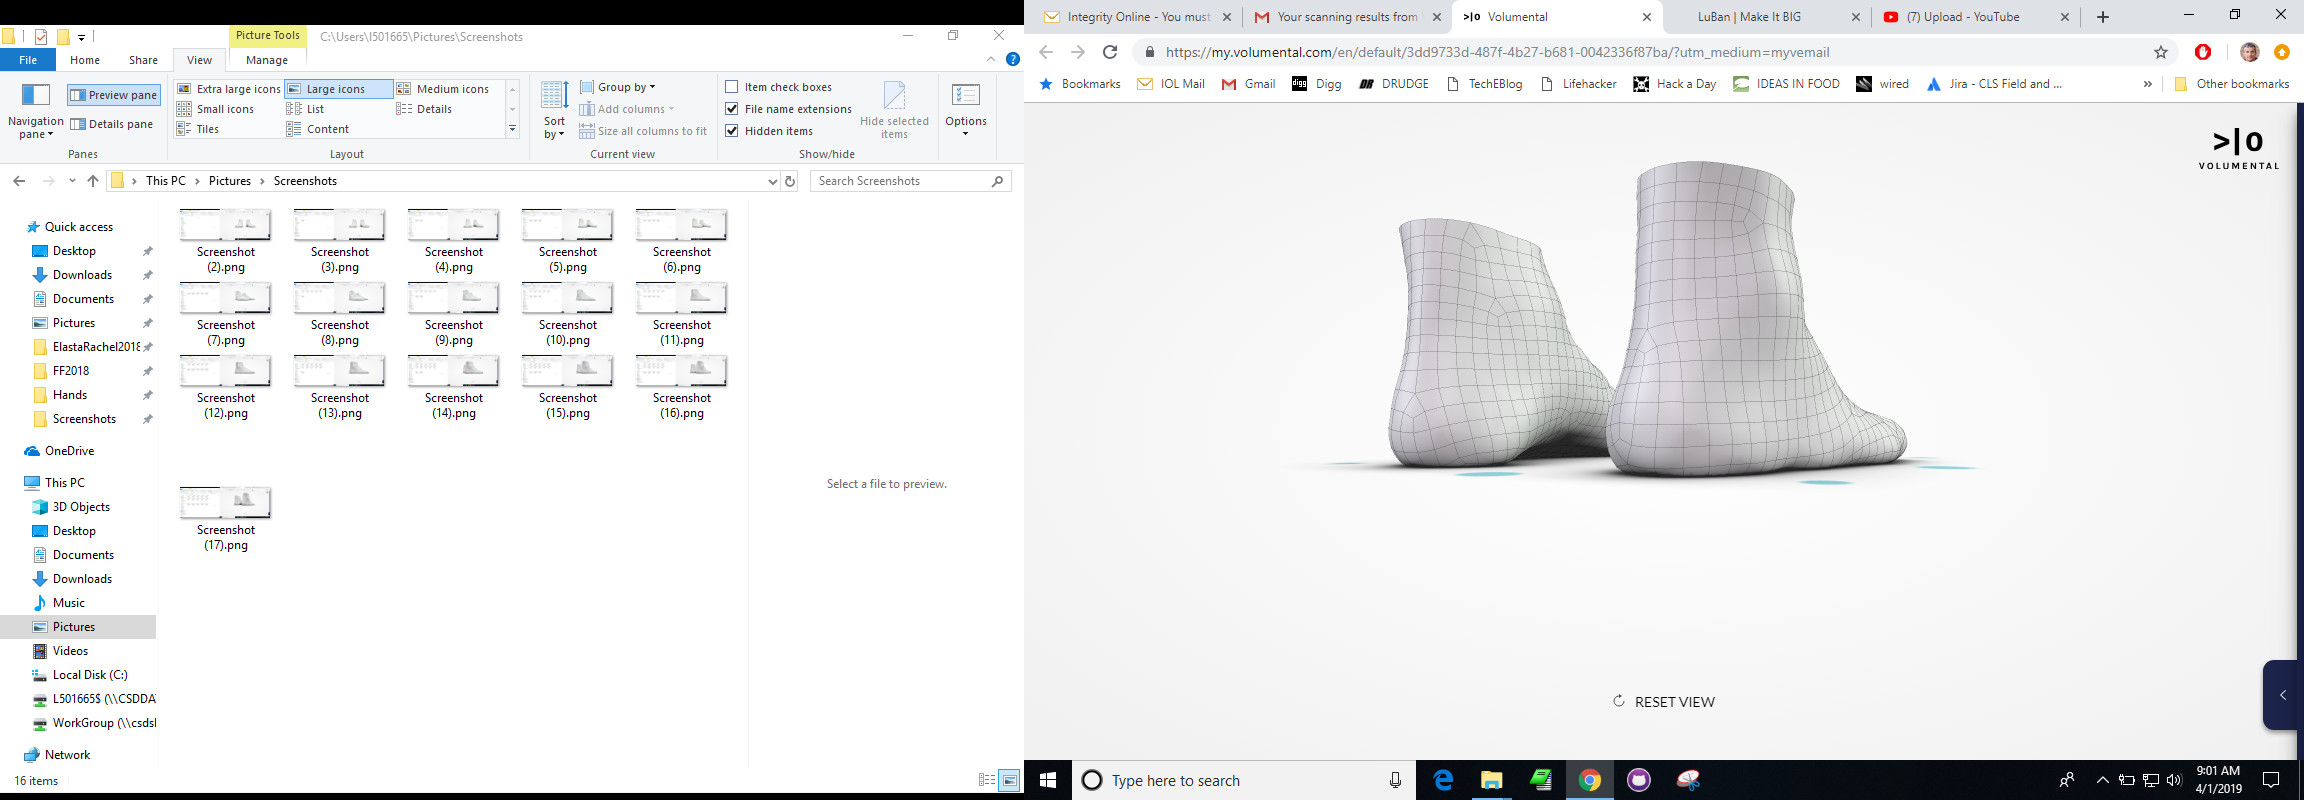 Picture Tools
C:\Users\I501665\Pictures\Screenshots
File Home Share View Manage
Navigation pane
Preview pane
Details pane
Panes
Extra large icons Large icons Medium icons
Small icons List Details
Tiles Content
Layout
Sort by
Group by
Add columns
Size all columns to fit
Current view
Item check boxes
File name extensions
Hidden items
Hide selected items
Show/hide
Options
This PC Pictures Screenshots
Search Screenshots
Quick access
Desktop
Downloads
Documents
Pictures
ElastaRachel2018
FF2018
Hands
Screenshots
OneDrive
This PC
3D Objects
Desktop
Documents
Downloads
Music
Pictures
Videos
Local Disk (C:)
L501665$ (\\CSDDA
WorkGroup (\\csdsl
Network
16 items
Screenshot (2).png
Screenshot (3).png
Screenshot (4).png
Screenshot (5).png
Screenshot (6).png
Screenshot (7).png
Screenshot (8).png
Screenshot (9).png
Screenshot (10).png
Screenshot (11).png
Screenshot (12).png
Screenshot (13).png
Screenshot (14).png
Screenshot (15).png
Screenshot (16).png
Screenshot (17).png
Select a file to preview.
Integrity Online - You must
Your scanning results from
>|o Volumental
LuBan | Make It BIG
(7) Upload - YouTube
https://my.volumental.com/en/default/3dd9733d-487f-4b27-b681-0042336f87ba/?utm_medium=myvemail
Bookmarks IOL Mail Gmail digg Digg DR DRUDGE TechEBlog Lifehacker Hack a Day IDEAS IN FOOD wired Jira - CLS Field and ... » Other bookmarks
>|o
VOLUMENTAL
RESET VIEW
Type here to search
9:01 AM
4/1/2019